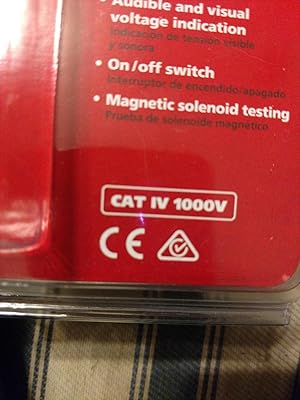 • Audible and visual
voltage indication
Indicación de tensión visible
y sonora
• On/off switch
Interruptor de encendido/apagado
• Magnetic solenoid testing
Prueba de solenoide magnético
CAT IV 1000V
CE